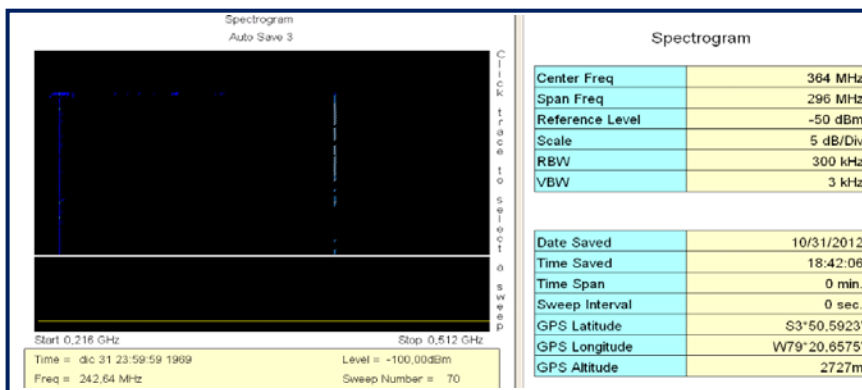 Spectrogram
Auto Save 3
Click trace to select a sweep
Start 0,216 GHz Stop 0,512 GHz
Time = dic 31 23:59:59 1969 Level = -100,00dBm
Freq = 242,64 MHz Sweep Number = 70
Spectrogram
Center Freq 364 MHz
Span Freq 296 MHz
Reference Level -50 dBm
Scale 5 dB/Div
RBW 300 kHz
VBW 3 kHz
Date Saved 10/31/2012
Time Saved 18:42:06
Time Span 0 min.
Sweep Interval 0 sec.
GPS Latitude S3*50,5923'
GPS Longitude W79*20,6575'
GPS Altitude 2727m